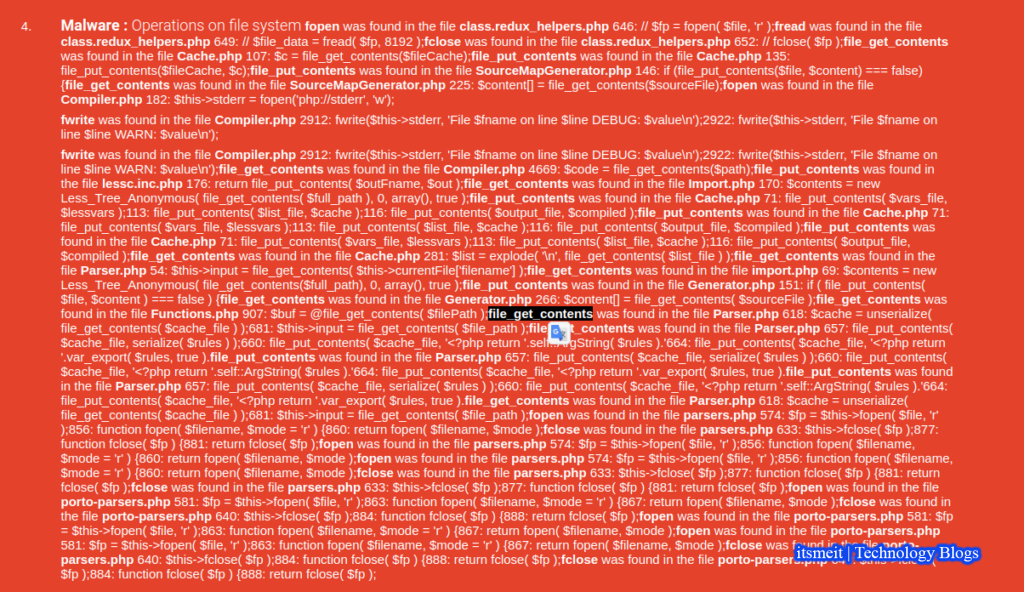 4. Malware : Operations on file system fopen was found in the file class.redux_helpers.php 646: // $fp = fopen( $file, 'r' );fread was found in the file
class.redux_helpers.php 649: // $file_data = fread( $fp, 8192 );fclose was found in the file class.redux_helpers.php 652: // fclose( $fp );file_get_contents
was found in the file Cache.php 107: $c = file_get_contents($fileCache);file_put_contents was found in the file Cache.php 135:
file_put_contents($fileCache, $c);file_put_contents was found in the file SourceMapGenerator.php 146: if (file_put_contents($file, $content) === false)
{file_get_contents was found in the file SourceMapGenerator.php 225: $content[] = file_get_contents($sourceFile);fopen was found in the file
Compiler.php 182: $this->stderr = fopen('php://stderr', 'w');
fwrite was found in the file Compiler.php 2912: fwrite($this->stderr, 'File $fname on line $line DEBUG: $value\n');2922: fwrite($this->stderr, 'File $fname on
line $line WARN: $value\n');
fwrite was found in the file Compiler.php 2912: fwrite($this->stderr, 'File $fname on line $line DEBUG: $value\n');2922: fwrite($this->stderr, 'File $fname on
line $line WARN: $value\n');file_get_contents was found in the file Compiler.php 4669: $code = file_get_contents($path);file_put_contents was found in
the file lessc.inc.php 176: return file_put_contents( $outFname, $out );file_get_contents was found in the file Import.php 170: $contents = new
Less_Tree_Anonymous( file_get_contents( $full_path ), 0, array(), true );file_put_contents was found in the file Cache.php 71: file_put_contents( $vars_file,
$lessvars );113: file_put_contents( $list_file, $cache );116: file_put_contents( $output_file, $compiled );file_put_contents was found in the file Cache.php 71:
file_put_contents( $vars_file, $lessvars );113: file_put_contents( $list_file, $cache );116: file_put_contents( $output_file, $compiled );file_put_contents was
found in the file Cache.php 71: file_put_contents( $vars_file, $lessvars );113: file_put_contents( $list_file, $cache );116: file_put_contents( $output_file,
$compiled );file_get_contents was found in the file Cache.php 281: $list = explode( '\n', file_get_contents( $list_file ) );file_get_contents was found in the
file Parser.php 54: $this->input = file_get_contents( $this->currentFile['filename'] );file_get_contents was found in the file import.php 69: $contents = new
Less_Tree_Anonymous( file_get_contents($full_path), 0, array(), true );file_put_contents was found in the file Generator.php 151: if ( file_put_contents(
$file, $content ) === false ) {file_get_contents was found in the file Generator.php 266: $content[] = file_get_contents( $sourceFile );file_get_contents was
found in the file Functions.php 907: $buf = @file_get_contents( $filePath );file_get_contents was found in the file Parser.php 618: $cache = unserialize(
file_get_contents( $cache_file ) );681: $this->input = file_get_contents( $file_path );was found in the file Parser.php 657: file_put_contents(
$cache_file, serialize( $rules ) );660: file_put_contents( $cache_file, '<?php return '.self::ArgString( $rules ).'664: file_put_contents( $cache_file, '<?php return
'.var_export( $rules, true ).file_put_contents was found in the file Parser.php 657: file_put_contents( $cache_file, serialize( $rules ) );660: file_put_contents(
$cache_file, '<?php return '.self::ArgString( $rules ).'664: file_put_contents( $cache_file, '<?php return '.var_export( $rules, true ).file_put_contents was found
in the file Parser.php 657: file_put_contents( $cache_file, serialize( $rules ) );660: file_put_contents( $cache_file, '<?php return '.self::ArgString( $rules ).'664:
file_put_contents( $cache_file, '<?php return '.var_export( $rules, true ).file_get_contents was found in the file Parser.php 618: $cache = unserialize(
file_get_contents( $cache_file ) );681: $this->input = file_get_contents( $file_path );fopen was found in the file parsers.php 574: $fp = $this->fopen( $file, 'r'
);856: function fopen( $filename, $mode = 'r' ) {860: return fopen( $filename, $mode );fclose was found in the file parsers.php 633: $this->fclose( $fp );877:
function fclose( $fp ) {881: return fclose( $fp );fopen was found in the file parsers.php 574: $fp = $this->fopen( $file, 'r' );856: function fopen( $filename,
$mode = 'r' ) {860: return fopen( $filename, $mode );fopen was found in the file parsers.php 574: $fp = $this->fopen( $file, 'r' );856: function fopen( $filename,
$mode = 'r' ) {860: return fopen( $filename, $mode );fclose was found in the file parsers.php 633: $this->fclose( $fp );877: function fclose( $fp ) {881: return
fclose( $fp );fclose was found in the file parsers.php 633: $this->fclose( $fp );877: function fclose( $fp ) {881: return fclose( $fp );fopen was found in the file
porto-parsers.php 581: $fp = $this->fopen( $file, 'r' );863: function fopen( $filename, $mode = 'r' ) {867: return fopen( $filename, $mode );fclose was found in
the file porto-parsers.php 640: $this->fclose( $fp );884: function fclose( $fp ) {888: return fclose( $fp );fopen was found in the file porto-parsers.php 581: $fp
= $this->fopen( $file, 'r' );863: function fopen( $filename, $mode = 'r' ) {867: return fopen( $filename, $mode );fopen was found in the file porto-parsers.php
581: $fp = $this->fopen( $file, 'r' );863: function fopen( $filename, $mode = 'r' ) {867: return fopen( $filename, $mode );fclose was found in the file porto-
parsers.php 640: $this->fclose( $fp );884: function fclose( $fp ) {888: return fclose( $fp );fclose was found in the file porto-parsers.php
$fp );884: function fclose( $fp ) {888: return fclose( $fp );
itsmeit | Technology Blogs